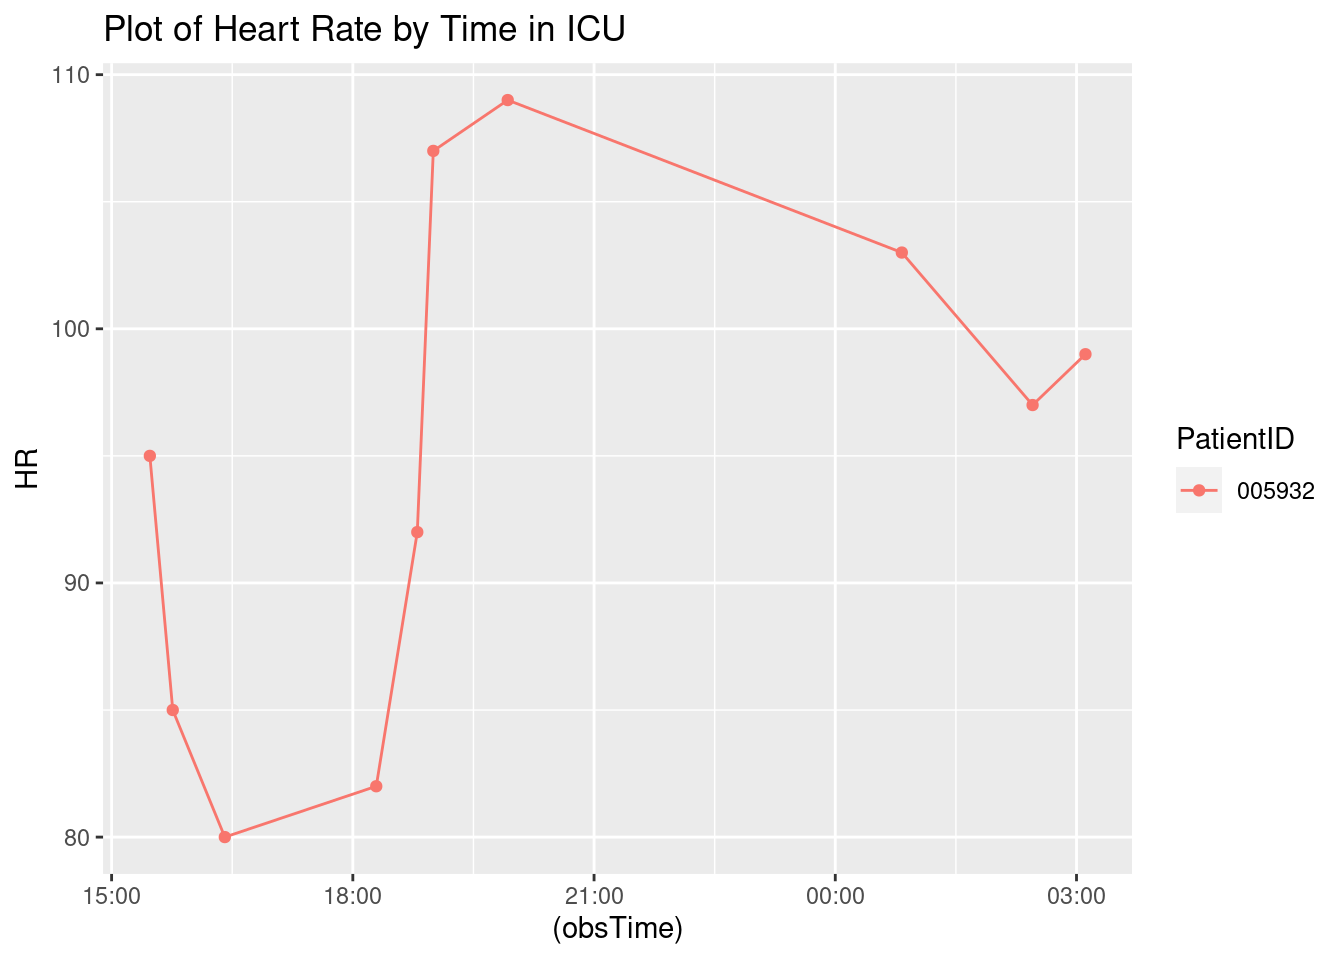 Plot of Heart Rate by Time in ICU
110
100
90
80
HR
15:00 18:00 21:00 00:00 03:00
(obsTime)
PatientID
005932